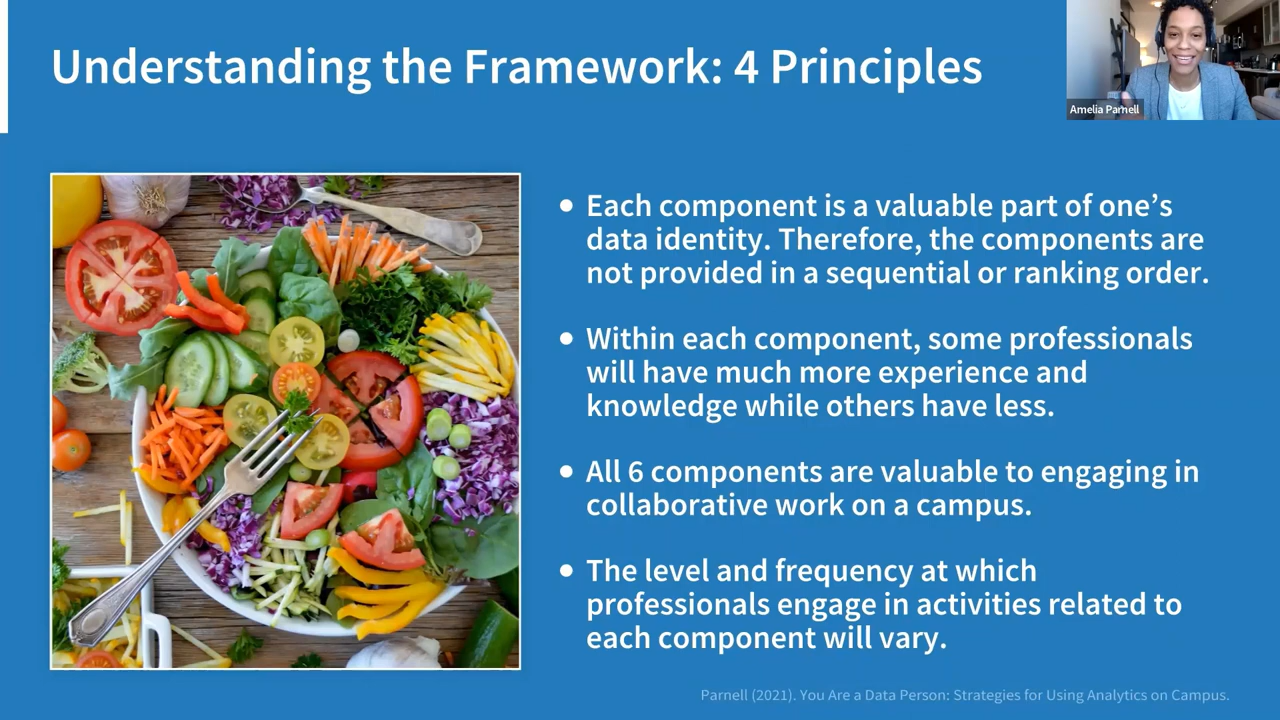 Understanding the Framework: 4 Principles
Amelia Parnell
• Each component is a valuable part of one’s
data identity. Therefore, the components are
not provided in a sequential or ranking order.
• Within each component, some professionals
will have much more experience and
knowledge while others have less.
• All 6 components are valuable to engaging in
collaborative work on a campus.
• The level and frequency at which
professionals engage in activities related to
each component will vary.
Parnell (2021). You Are a Data Person: Strategies for Using Analytics on Campus.